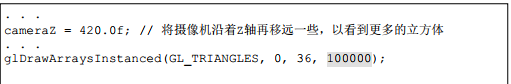 . . .
cameraZ = 420.0f; // 将摄像机沿着Z轴再移远一些，以看到更多的立方体
. . .
glDrawArraysInstanced(GL_TRIANGLES, 0, 36, 100000);